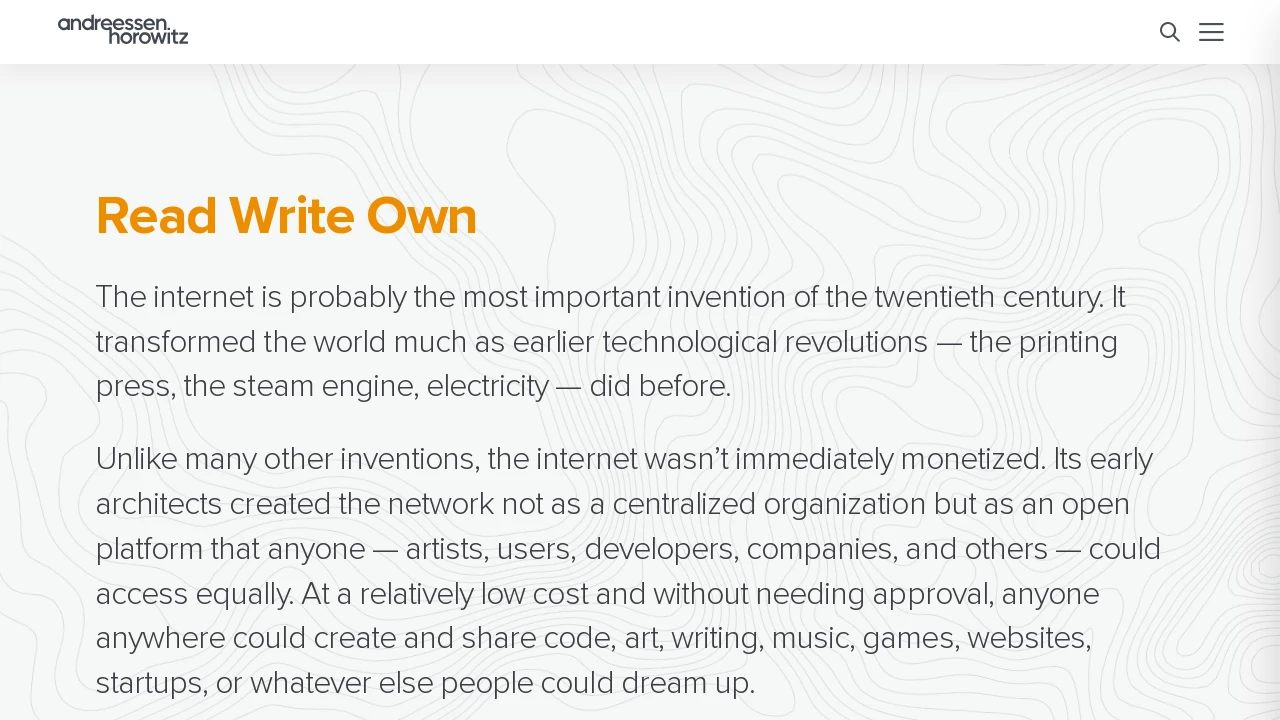 andreessen.
horowitz
Read Write Own
The internet is probably the most important invention of the twentieth century. It
transformed the world much as earlier technological revolutions — the printing
press, the steam engine, electricity — did before.
Unlike many other inventions, the internet wasn’t immediately monetized. Its early
architects created the network not as a centralized organization but as an open
platform that anyone — artists, users, developers, companies, and others — could
access equally. At a relatively low cost and without needing approval, anyone
anywhere could create and share code, art, writing, music, games, websites,
startups, or whatever else people could dream up.